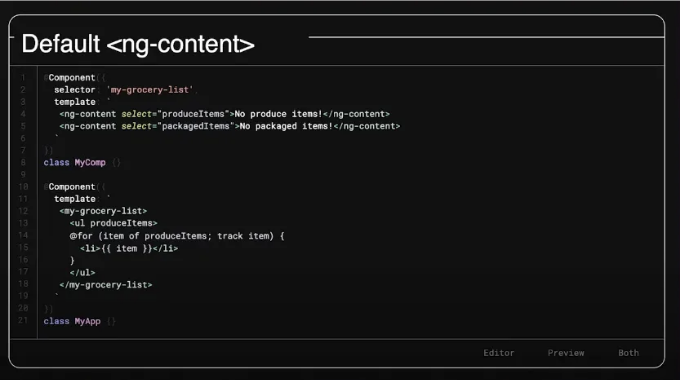 Default <ng-content>
1 @Component({
2 selector: 'my-grocery-list',
3 template: `
4 <ng-content select="produceItems">No produce items!</ng-content>
5 <ng-content select="packagedItems">No packaged items!</ng-content>
6 `
7 })
8 class MyComp {}
9
10 @Component({
11 template: `
12 <my-grocery-list>
13 <ul produceItems>
14 @for (item of produceItems; track item) {
15 <li>{{ item }}</li>
16 }
17 </ul>
18 </my-grocery-list>
19 `
20 })
21 class MyApp {}
Editor Preview Both